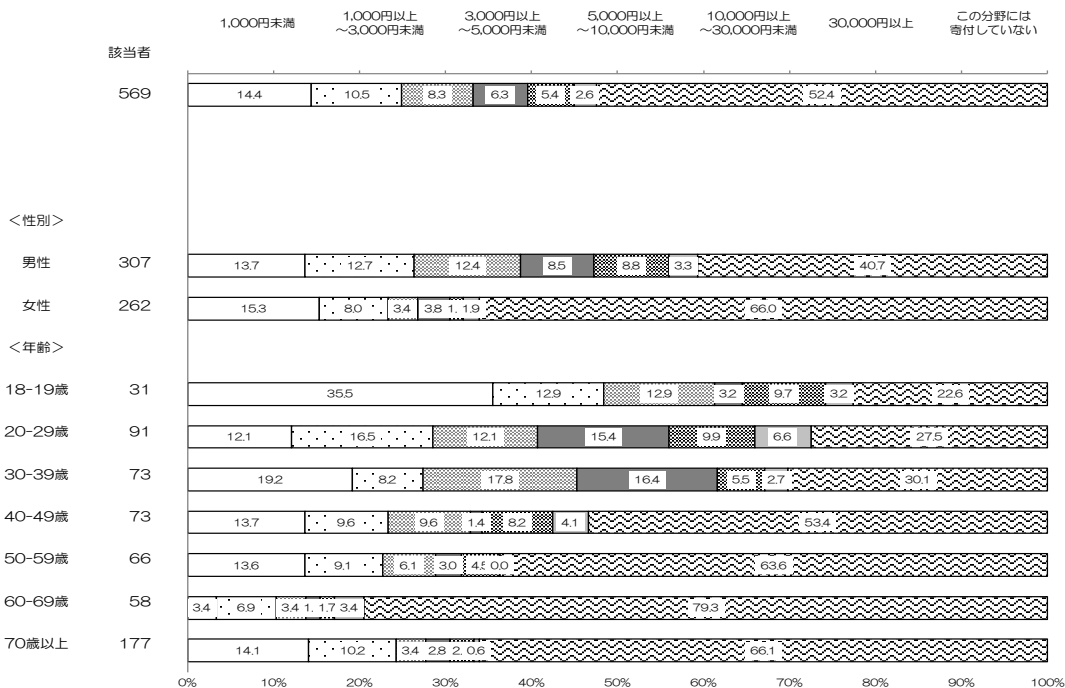 1,000円未満
1,000円以上
～3,000円未満
3,000円以上
～5,000円未満
5,000円以上
～10,000円未満
10,000円以上
～30,000円未満
30,000円以上
この分野には
寄付していない
該当者
569 14.4 10.5 8.3 6.3 5.4 2.6 52.4
＜性別＞
男性 307 13.7 12.7 12.4 8.5 8.8 3.3 40.7
女性 262 15.3 8.0 3.4 3.8 1. 1.9 66.0
＜年齢＞
18-19歳 31 35.5 12.9 12.9 3.2 9.7 3.2 22.6
20-29歳 91 12.1 16.5 12.1 15.4 9.9 6.6 27.5
30-39歳 73 19.2 8.2 17.8 16.4 5.5 2.7 30.1
40-49歳 73 13.7 9.6 9.6 1.4 8.2 4.1 53.4
50-59歳 66 13.6 9.1 6.1 3.0 4.5 0.0 63.6
60-69歳 58 3.4 6.9 3.4 1. 1.7 3.4 79.3
70歳以上 177 14.1 10.2 3.4 2.8 2. 0.6 66.1
0% 10% 20% 30% 40% 50% 60% 70% 80% 90% 100%